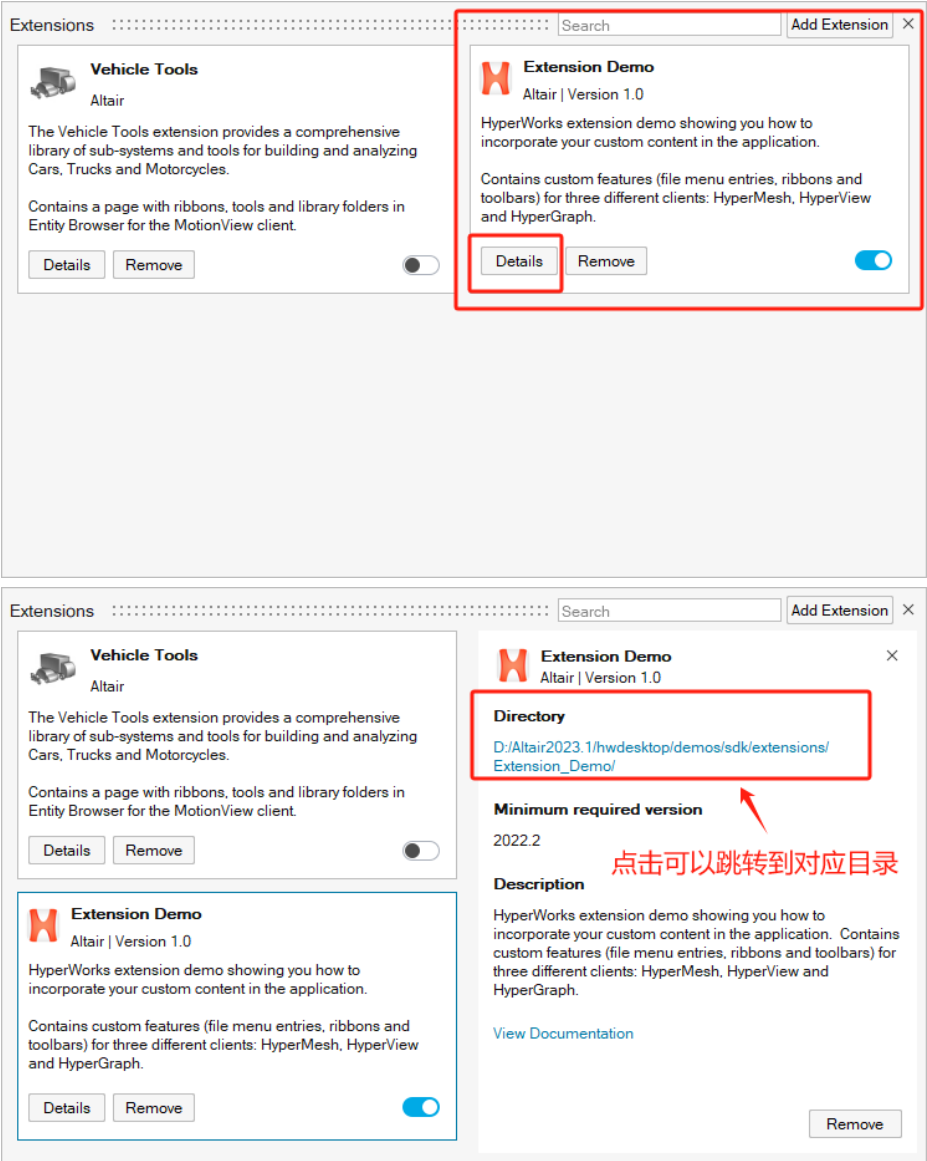 Extensions
Search
Add Extension
Vehicle Tools
Altair
The Vehicle Tools extension provides a comprehensive
library of sub-systems and tools for building and analyzing
Cars, Trucks and Motorcycles.
Contains a page with ribbons, tools and library folders in
Entity Browser for the MotionView client.
Details
Remove
Extension Demo
Altair | Version 1.0
HyperWorks extension demo showing you how to
incorporate your custom content in the application.
Contains custom features (file menu entries, ribbons and
toolbars) for three different clients: HyperMesh, HyperView
and HyperGraph.
Details
Remove
Extensions
Search
Add Extension
Vehicle Tools
Altair
The Vehicle Tools extension provides a comprehensive
library of sub-systems and tools for building and analyzing
Cars, Trucks and Motorcycles.
Contains a page with ribbons, tools and library folders in
Entity Browser for the MotionView client.
Details
Remove
Extension Demo
Altair | Version 1.0
HyperWorks extension demo showing you how to
incorporate your custom content in the application.
Contains custom features (file menu entries, ribbons and
toolbars) for three different clients: HyperMesh, HyperView
and HyperGraph.
Details
Remove
Extension Demo
Altair | Version 1.0
Directory
D:/Altair2023.1/hwdesktop/demos/sdk/extensions/
Extension_Demo/
Minimum required version
2022.2
点击可以跳转到对应目录
Description
HyperWorks extension demo showing you how to
incorporate your custom content in the application. Contains
custom features (file menu entries, ribbons and toolbars) for
three different clients: HyperMesh, HyperView and
HyperGraph.
View Documentation
Remove